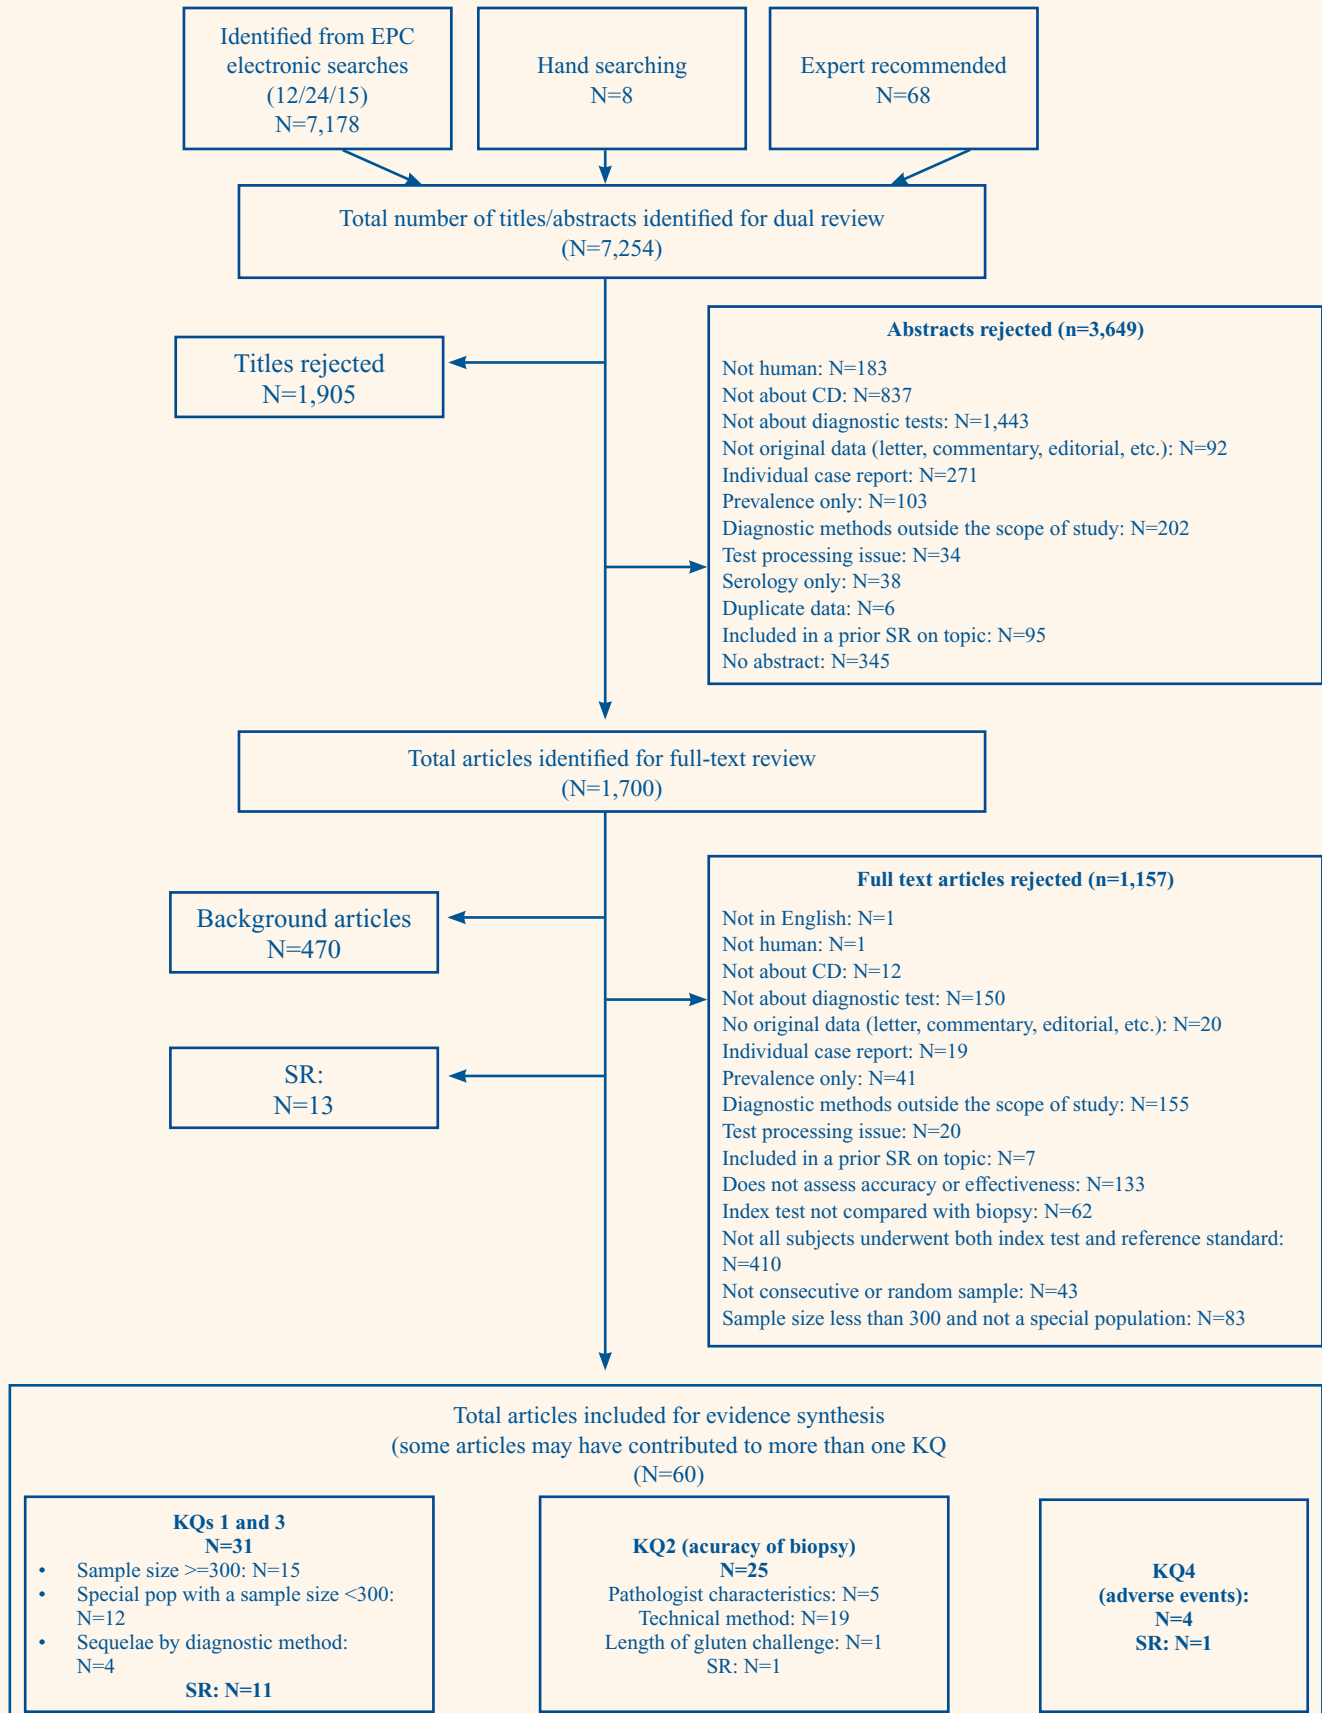 Identified from EPC
electronic searches
(12/24/15)
N=7,178
Hand searching
N=8
Expert recommended
N=68
Total number of titles/abstracts identified for dual review
(N=7,254)
Titles rejected
N=1,905
Abstracts rejected (n=3,649)
Not human: N=183
Not about CD: N=837
Not about diagnostic tests: N=1,443
Not original data (letter, commentary, editorial, etc.): N=92
Individual case report: N=271
Prevalence only: N=103
Diagnostic methods outside the scope of study: N=202
Test processing issue: N=34
Serology only: N=38
Duplicate data: N=6
Included in a prior SR on topic: N=95
No abstract: N=345
Total articles identified for full-text review
(N=1,700)
Background articles
N=470
SR:
N=13
Full text articles rejected (n=1,157)
Not in English: N=1
Not human: N=1
Not about CD: N=12
Not about diagnostic test: N=150
No original data (letter, commentary, editorial, etc.): N=20
Individual case report: N=19
Prevalence only: N=41
Diagnostic methods outside the scope of study: N=155
Test processing issue: N=20
Included in a prior SR on topic: N=7
Does not assess accuracy or effectiveness: N=133
Index test not compared with biopsy: N=62
Not all subjects underwent both index test and reference standard:
N=410
Not consecutive or random sample: N=43
Sample size less than 300 and not a special population: N=83
Total articles included for evidence synthesis
(some articles may have contributed to more than one KQ
(N=60)
KQs 1 and 3
N=31
• Sample size >=300: N=15
• Special pop with a sample size <300:
N=12
• Sequelae by diagnostic method:
N=4
SR: N=11
KQ2 (acuracy of biopsy)
N=25
Pathologist characteristics: N=5
Technical method: N=19
Length of gluten challenge: N=1
SR: N=1
KQ4
(adverse events):
N=4
SR: N=1